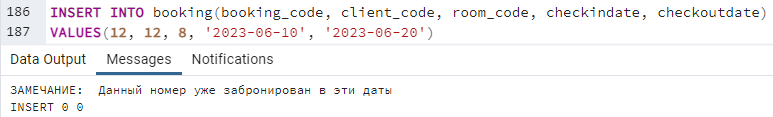 186 INSERT INTO booking(booking_code, client_code, room_code, checkindate, checkoutdate)
187 VALUES(12, 12, 8, '2023-06-10', '2023-06-20')
Data Output Messages Notifications
ЗАМЕЧАНИЕ: Данный номер уже забронирован в эти даты
INSERT 0 0